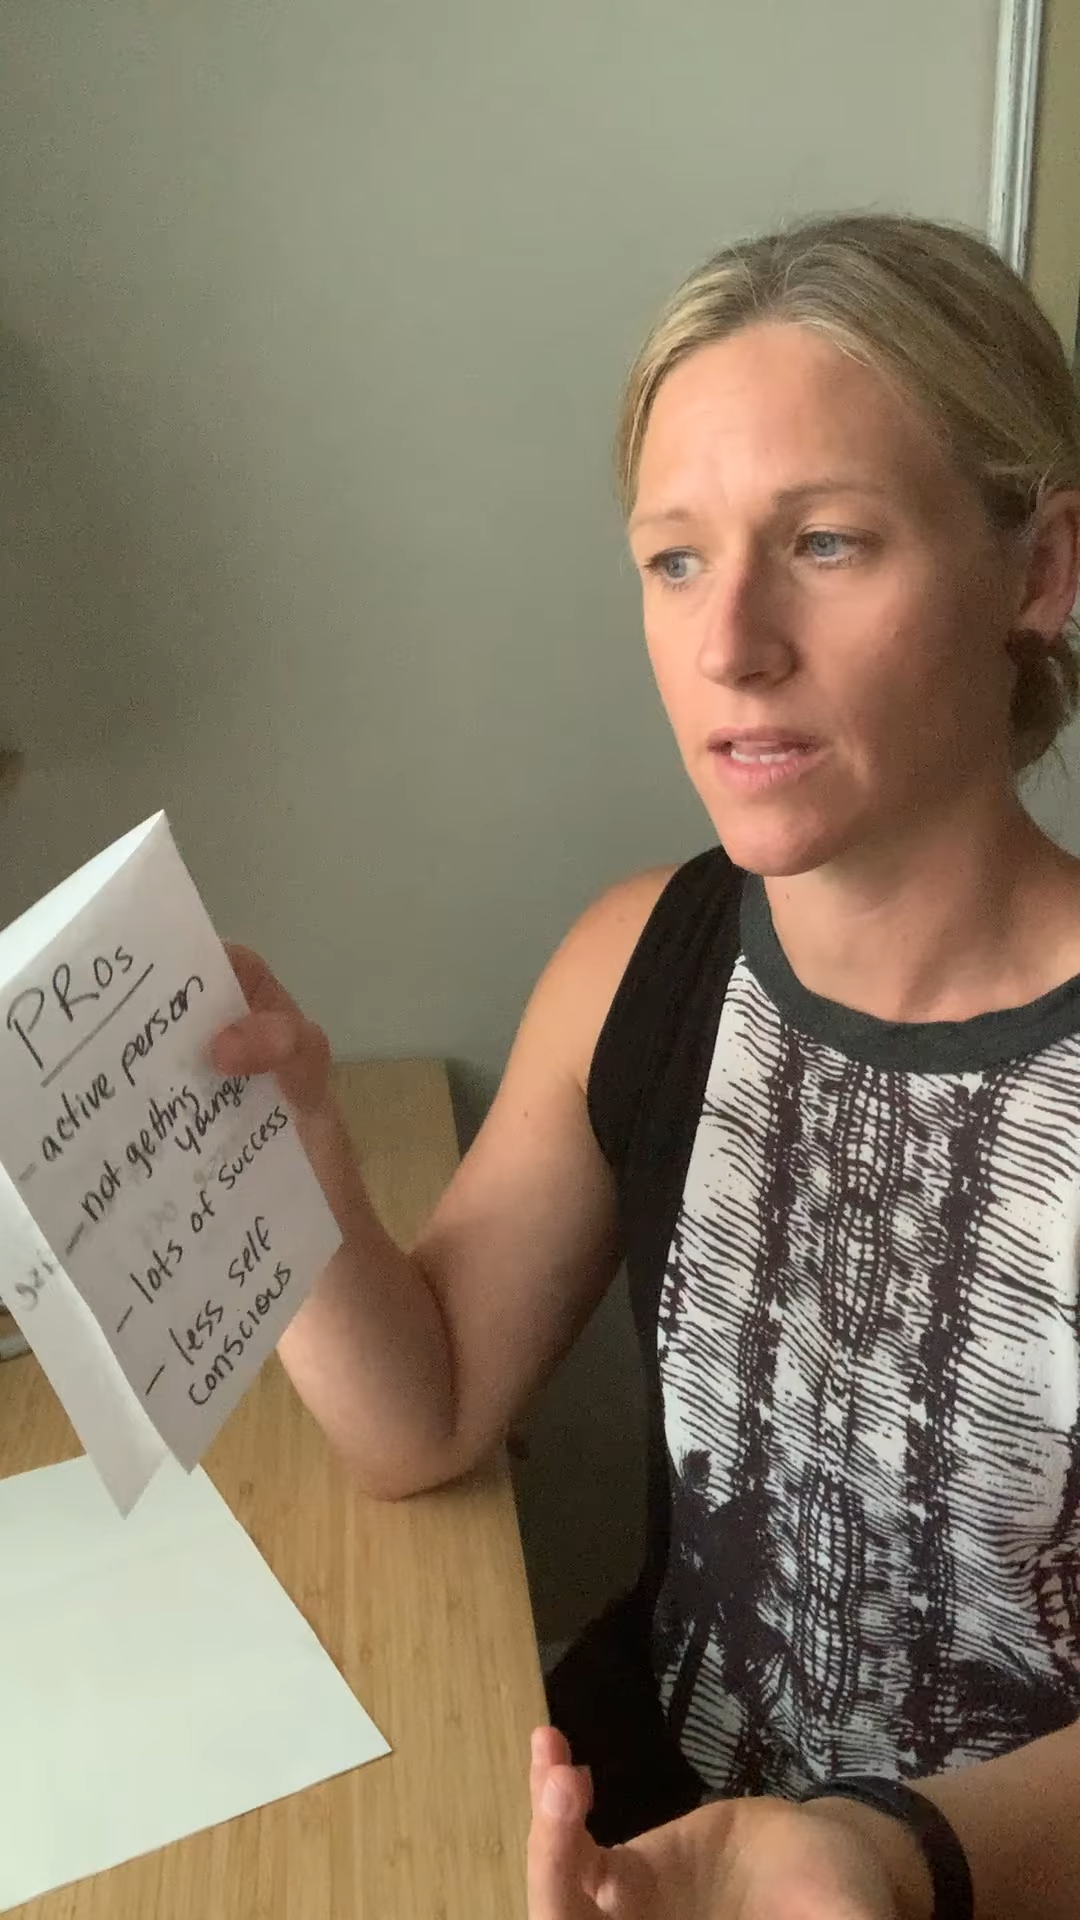 PROs
- active person
- not getting
younger
- lots of success
- less self
conscious